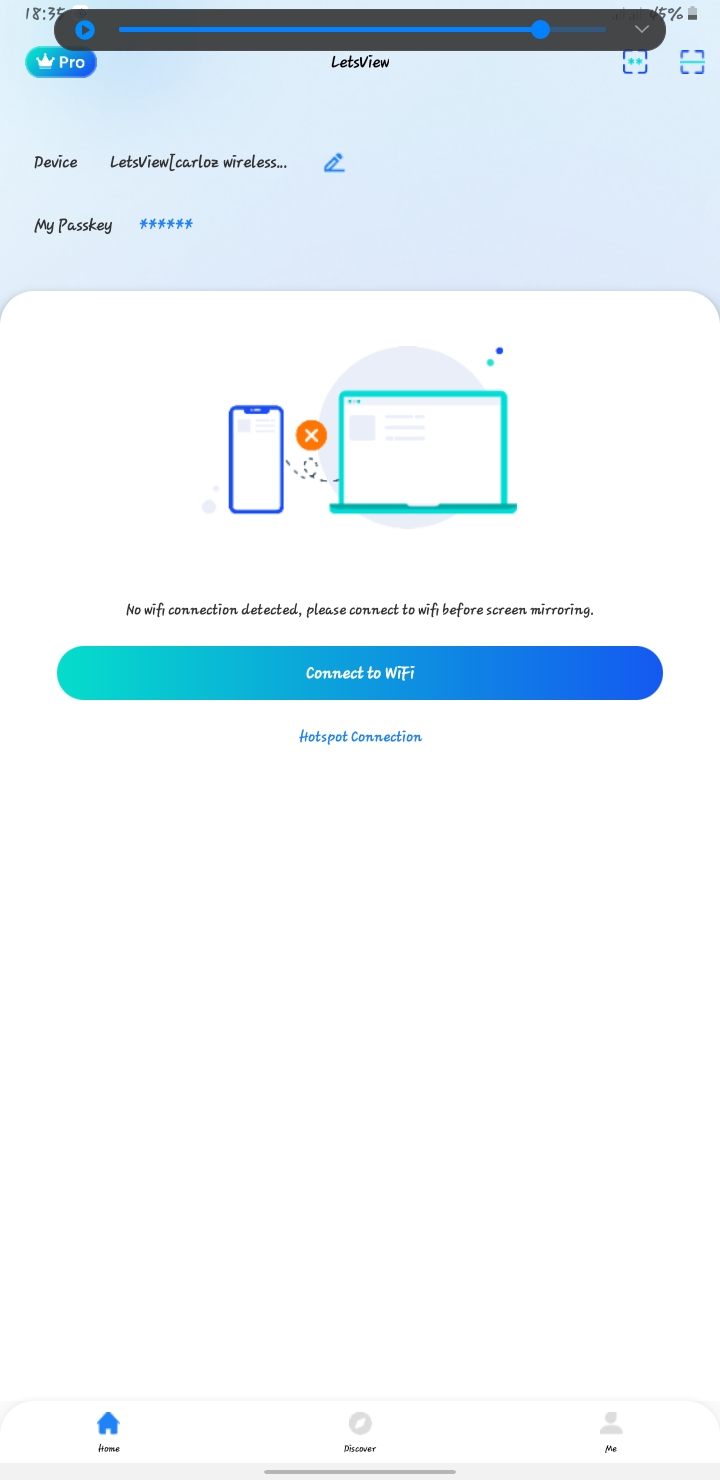 18:35
45%
Pro
LetsView
**
Device LetsView[carloz wireless...
My Passkey ******
No wifi connection detected, please connect to wifi before screen mirroring.
Connect to WiFi
Hotspot Connection
Home Discover Me